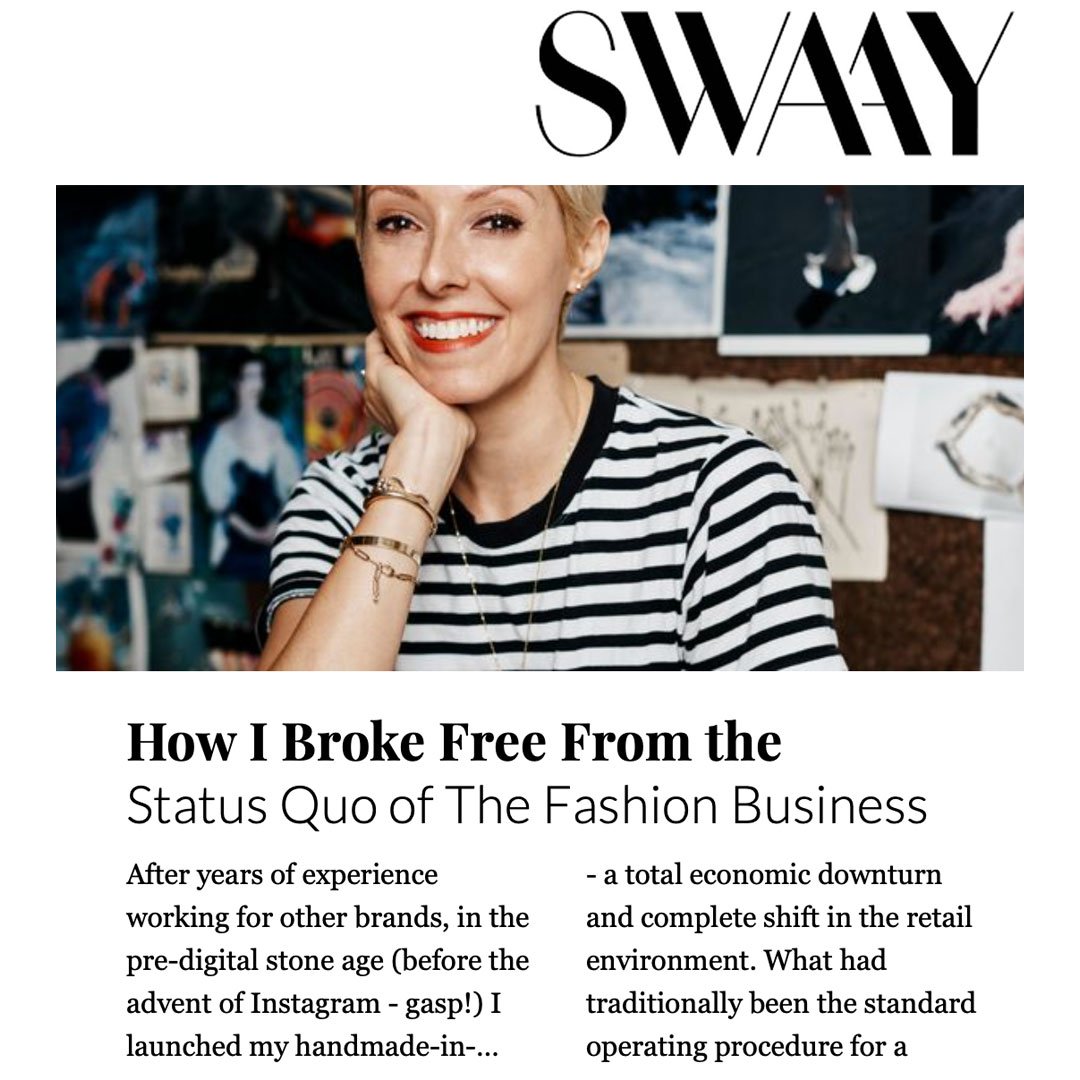 SWAAY
How I Broke Free From the
Status Quo of The Fashion Business
After years of experience
working for other brands, in the
pre-digital stone age (before the
advent of Instagram - gasp!) I
launched my handmade-in-...
- a total economic downturn
and complete shift in the retail
environment. What had
traditionally been the standard
operating procedure for a